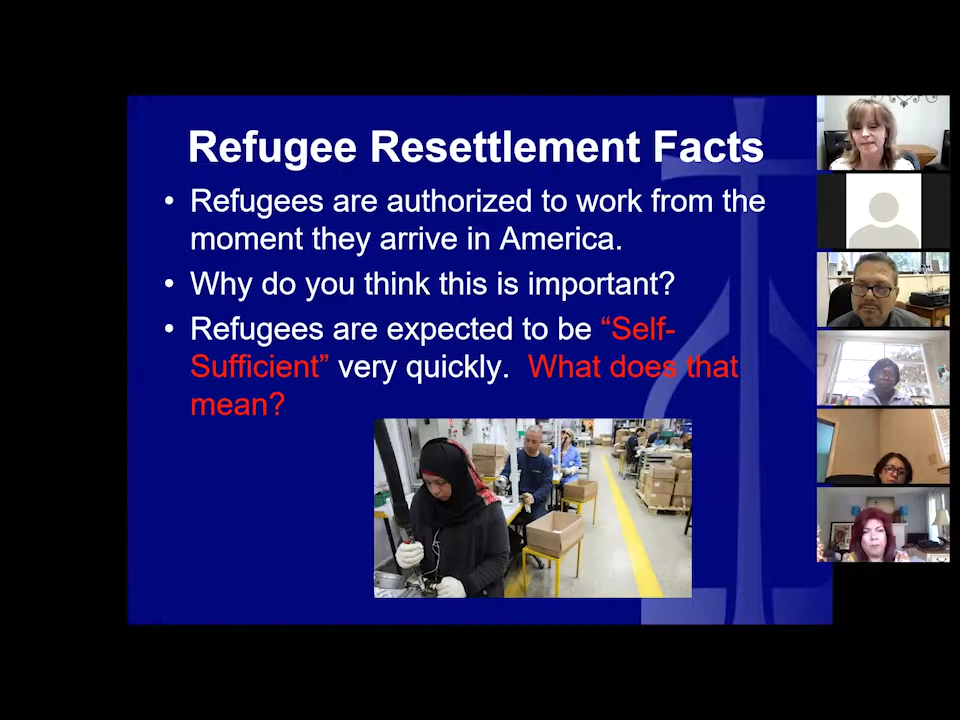 Refugee Resettlement Facts
• Refugees are authorized to work from the
moment they arrive in America.
• Why do you think this is important?
• Refugees are expected to be “Self-
Sufficient” very quickly. What does that
mean?